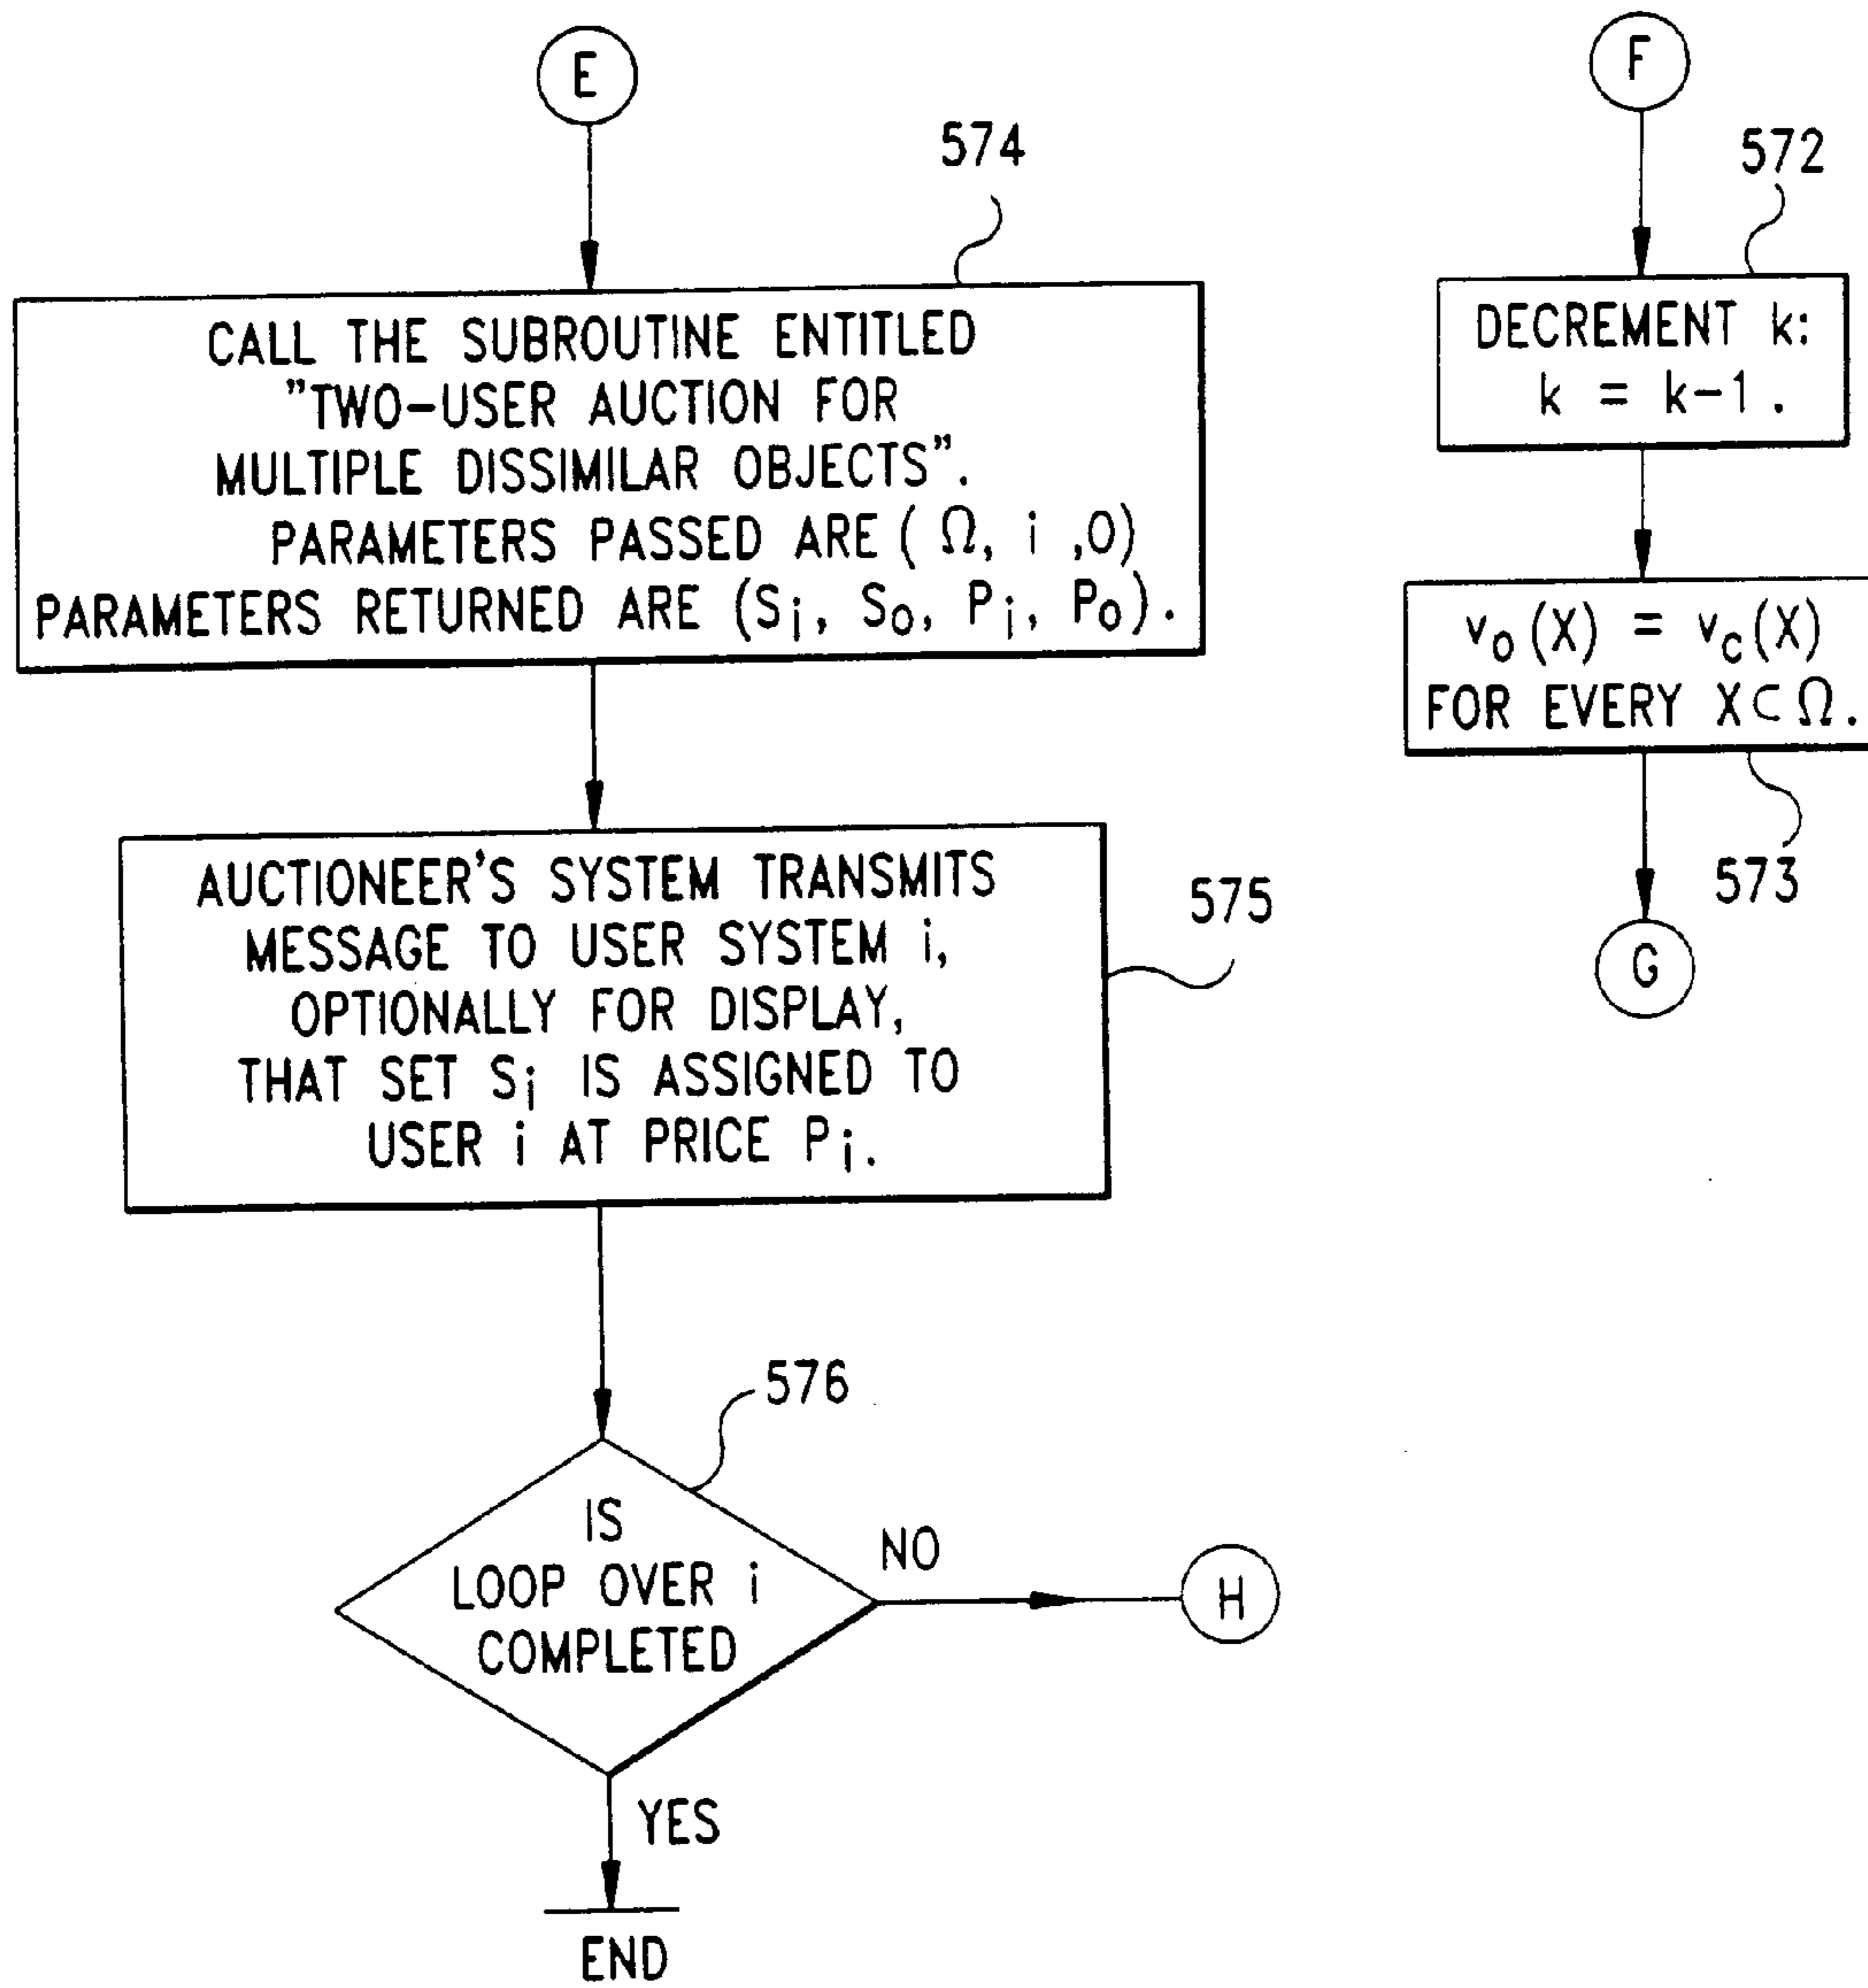 E
574
CALL THE SUBROUTINE ENTITLED
"TWO-USER AUCTION FOR
MULTIPLE DISSIMILAR OBJECTS".
PARAMETERS PASSED ARE ( Ω, i ,0)
PARAMETERS RETURNED ARE (Si, S0, Pi, P0).
AUCTIONEER'S SYSTEM TRANSMITS
MESSAGE TO USER SYSTEM i,
OPTIONALLY FOR DISPLAY,
THAT SET Si IS ASSIGNED TO
USER i AT PRICE Pi.
575
576
IS
LOOP OVER i
COMPLETED
NO
H
YES
END
F
572
DECREMENT k:
k = k-1 .
v0(X) = vc(X)
FOR EVERY X⊂Ω.
573
G